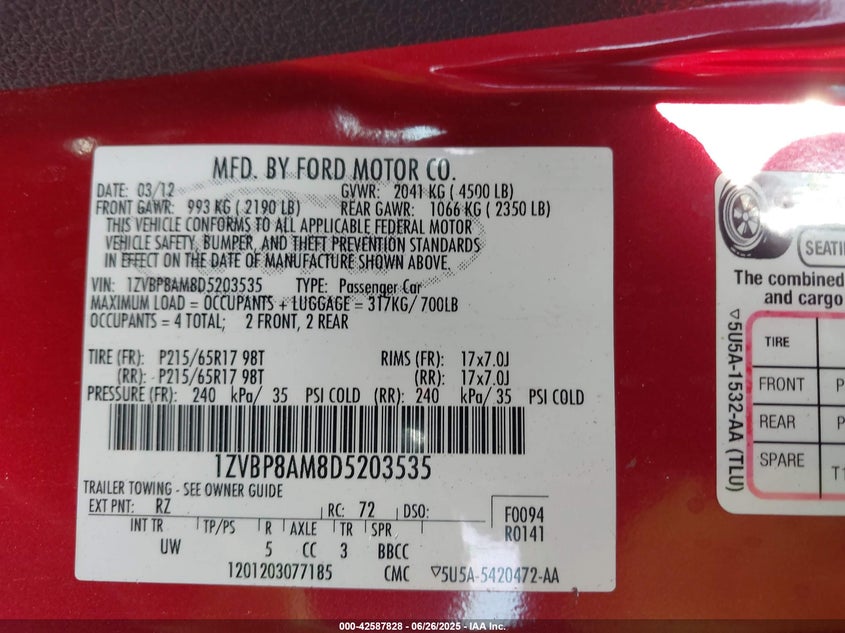 MFD. BY FORD MOTOR CO.
DATE: 03/12 GVWR: 2041 KG ( 4500 LB)
FRONT GAWR: 993 KG ( 2190 LB) REAR GAWR: 1066 KG ( 2350 LB)
THIS VEHICLE CONFORMS TO ALL APPLICABLE FEDERAL MOTOR
VEHICLE SAFETY, BUMPER, AND THEFT PREVENTION STANDARDS
IN EFFECT ON THE DATE OF MANUFACTURE SHOWN ABOVE.
VIN: 1ZVBP8AM8D5203535 TYPE: Passenger Car
MAXIMUM LOAD = OCCUPANTS + LUGGAGE = 317KG/ 700LB
OCCUPANTS = 4 TOTAL; 2 FRONT, 2 REAR
TIRE (FR): P215/65R17 98T RIMS (FR): 17x7.0J
(RR): P215/65R17 98T (RR): 17x7.0J
PRESSURE (FR): 240 kPa/ 35 PSI COLD (RR): 240 kPa/ 35 PSI COLD
1ZVBP8AM8D5203535
TRAILER TOWING - SEE OWNER GUIDE
EXT PNT: RZ RC: 72 DSO: F0094
INT TR TP/PS R AXLE TR SPR R0141
UW 5 CC 3 BBCC
1201203077185 CMC ▽5U5A-5420472-AA
SEATI
The combined
and cargo
TIRE
FRONT P
REAR P
SPARE T1
▽5U5A-1532-AA (TLU)
000-42587828 - 06/26/2025 - IAA Inc.